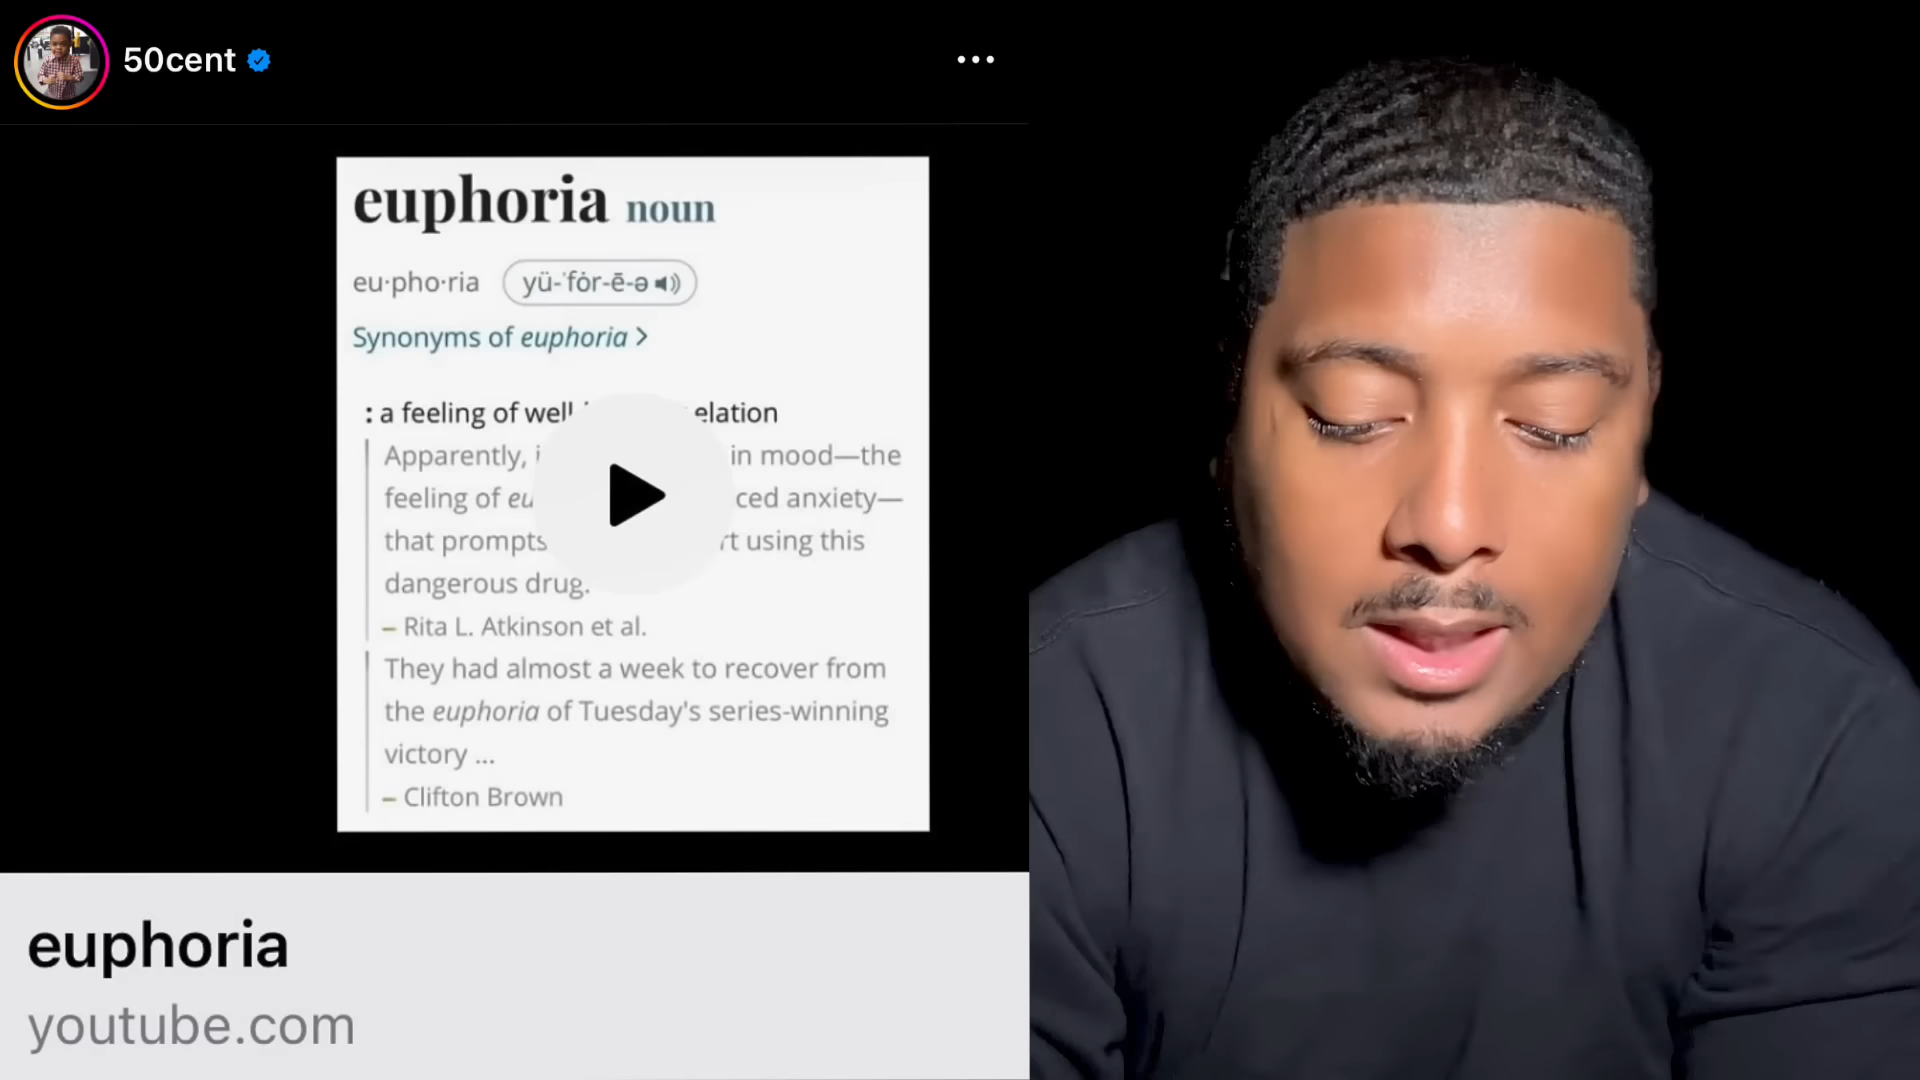 50cent
euphoria noun
eu·pho·ria yü-ˈfȯr-ē-ə
Synonyms of euphoria >
: a feeling of well elation
Apparently, in mood—the
feeling of ced anxiety—
that prompts using this
dangerous drug.
– Rita L. Atkinson et al.
They had almost a week to recover from
the euphoria of Tuesday's series-winning
victory ...
– Clifton Brown
euphoria
youtube.com